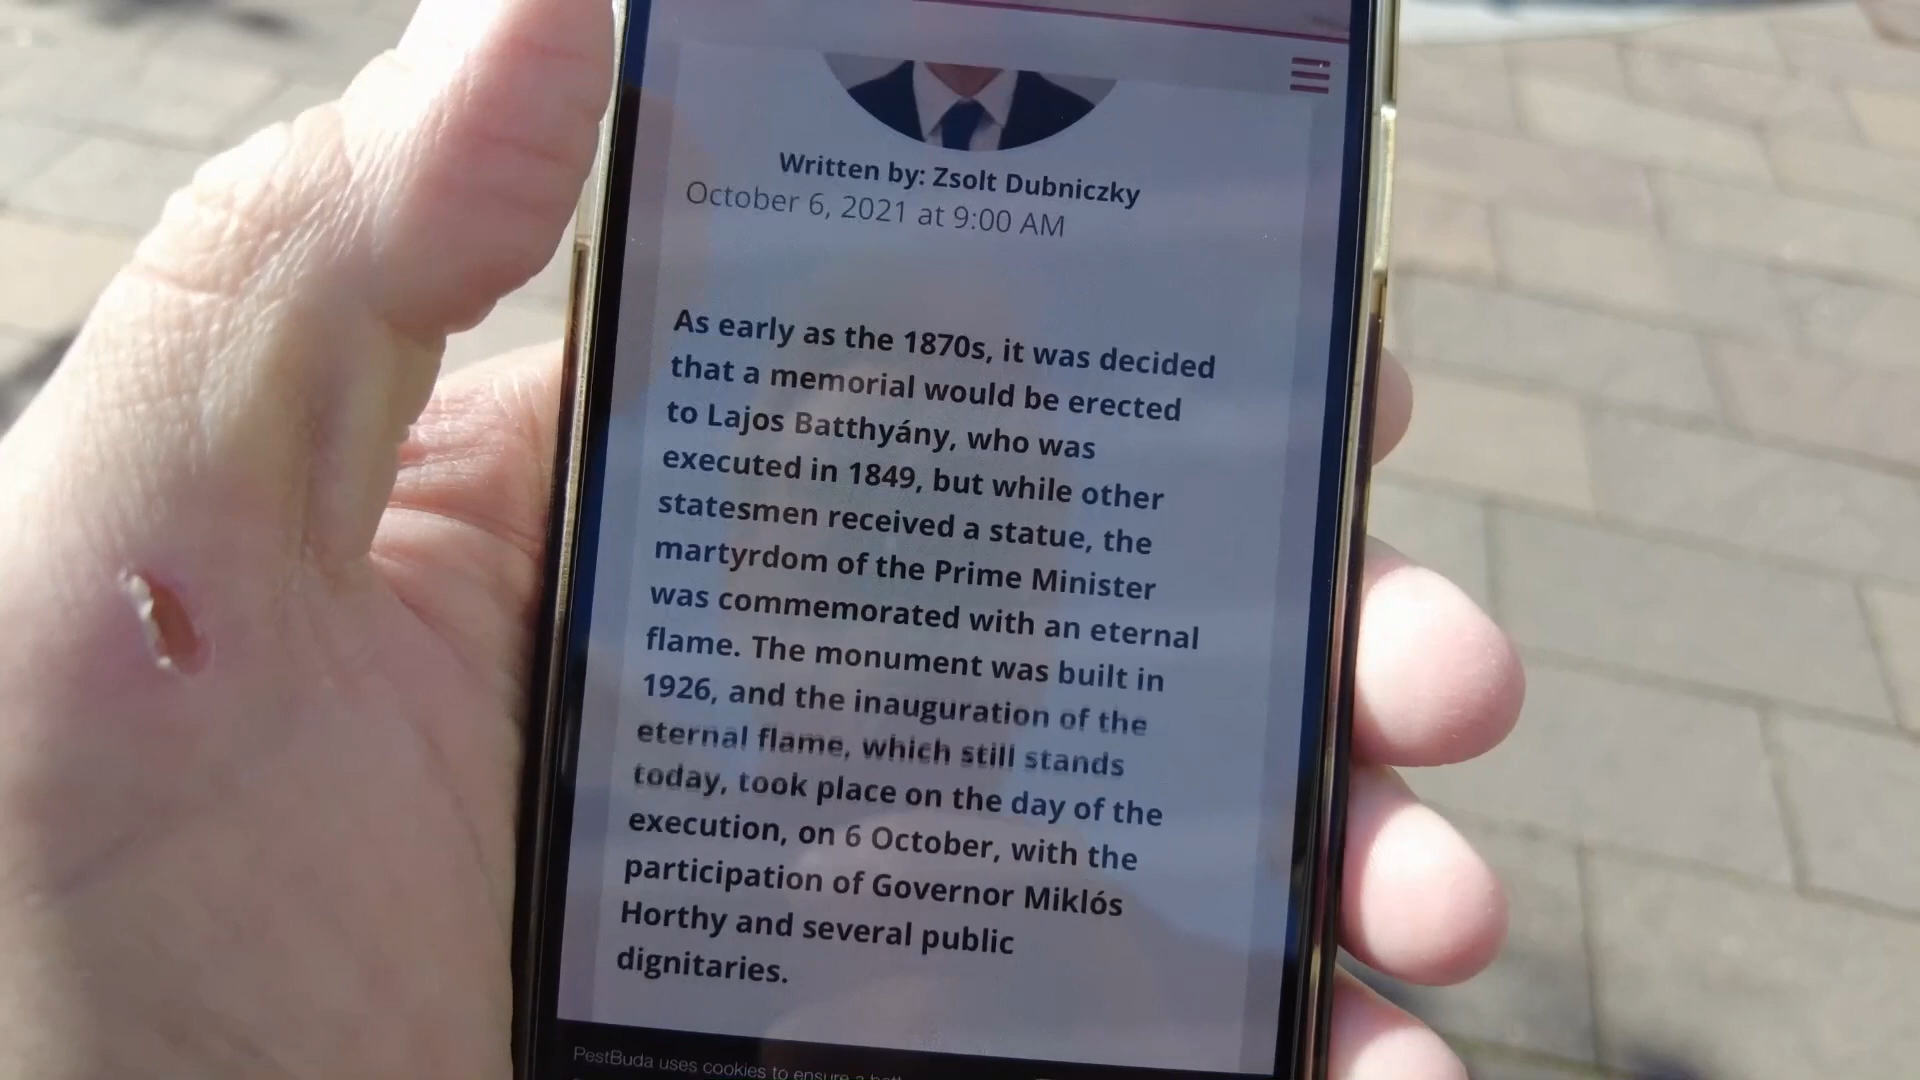 Written by: Zsolt Dubniczky
October 6, 2021 at 9:00 AM
As early as the 1870s, it was decided
that a memorial would be erected
to Lajos Batthyány, who was
executed in 1849, but while other
statesmen received a statue, the
martyrdom of the Prime Minister
was commemorated with an eternal
flame. The monument was built in
1926, and the inauguration of the
eternal flame, which still stands
today, took place on the day of the
execution, on 6 October, with the
participation of Governor Miklós
Horthy and several public
dignitaries.
PestBuda uses cookies to ensure a